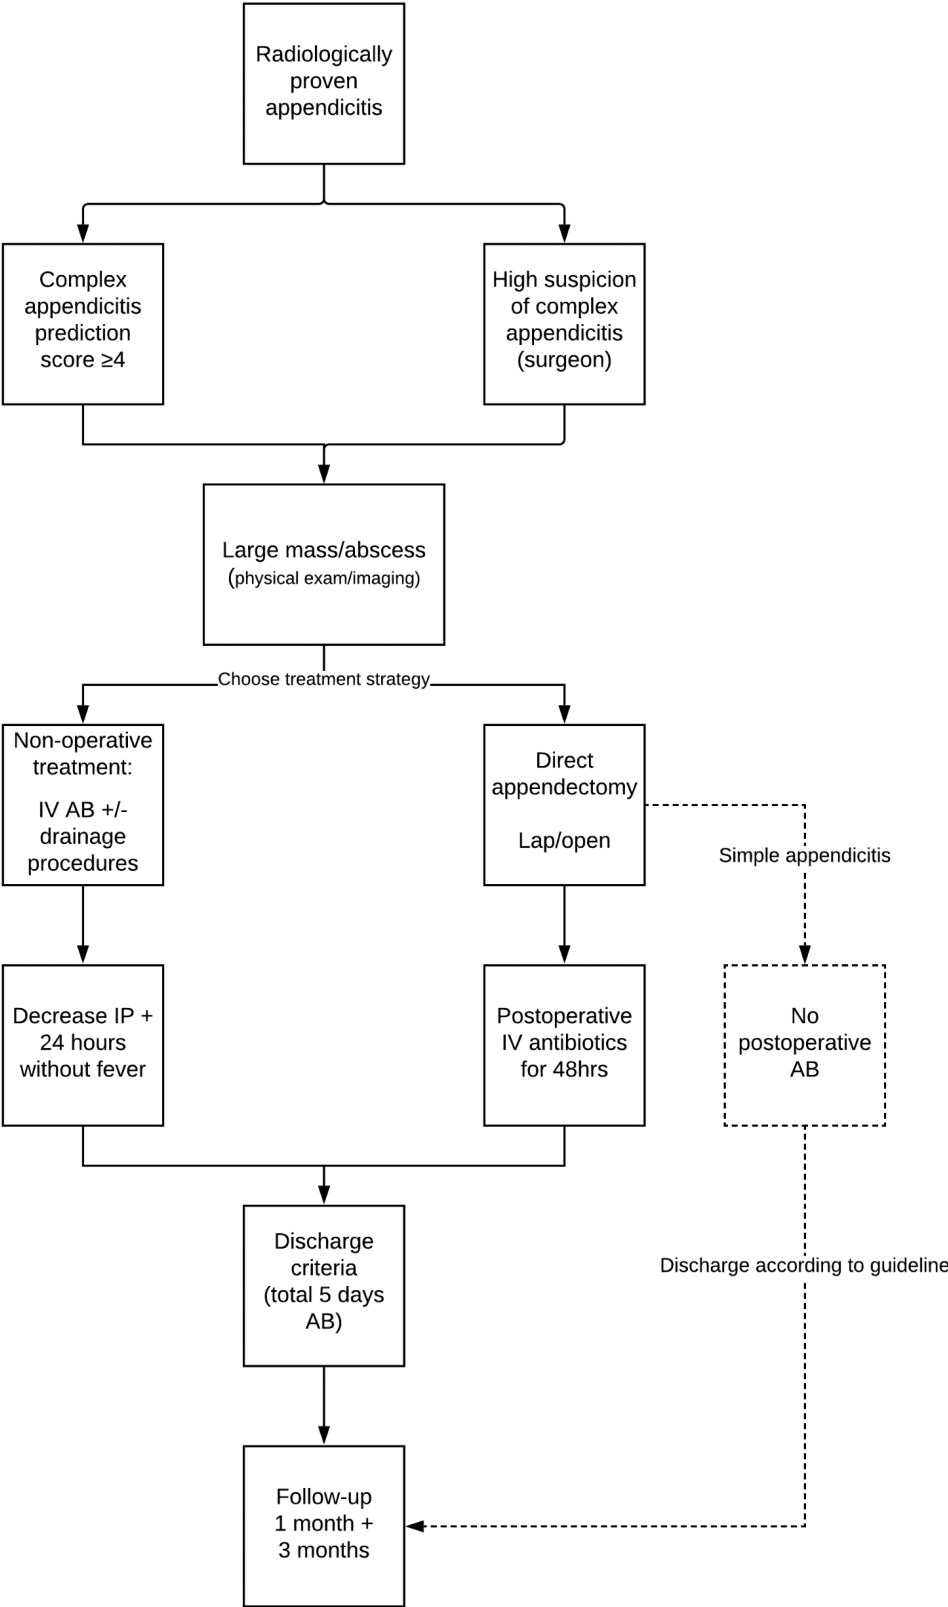 Radiologically
proven
appendicitis
Complex
appendicitis
prediction
score ≥4
High suspicion
of complex
appendicitis
(surgeon)
Large mass/abscess
(physical exam/imaging)
Choose treatment strategy
Non-operative
treatment:
IV AB +/-
drainage
procedures
Direct
appendectomy
Lap/open
Simple appendicitis
Decrease IP +
24 hours
without fever
Postoperative
IV antibiotics
for 48hrs
No
postoperative
AB
Discharge
criteria
(total 5 days
AB)
Discharge according to guideline
Follow-up
1 month +
3 months